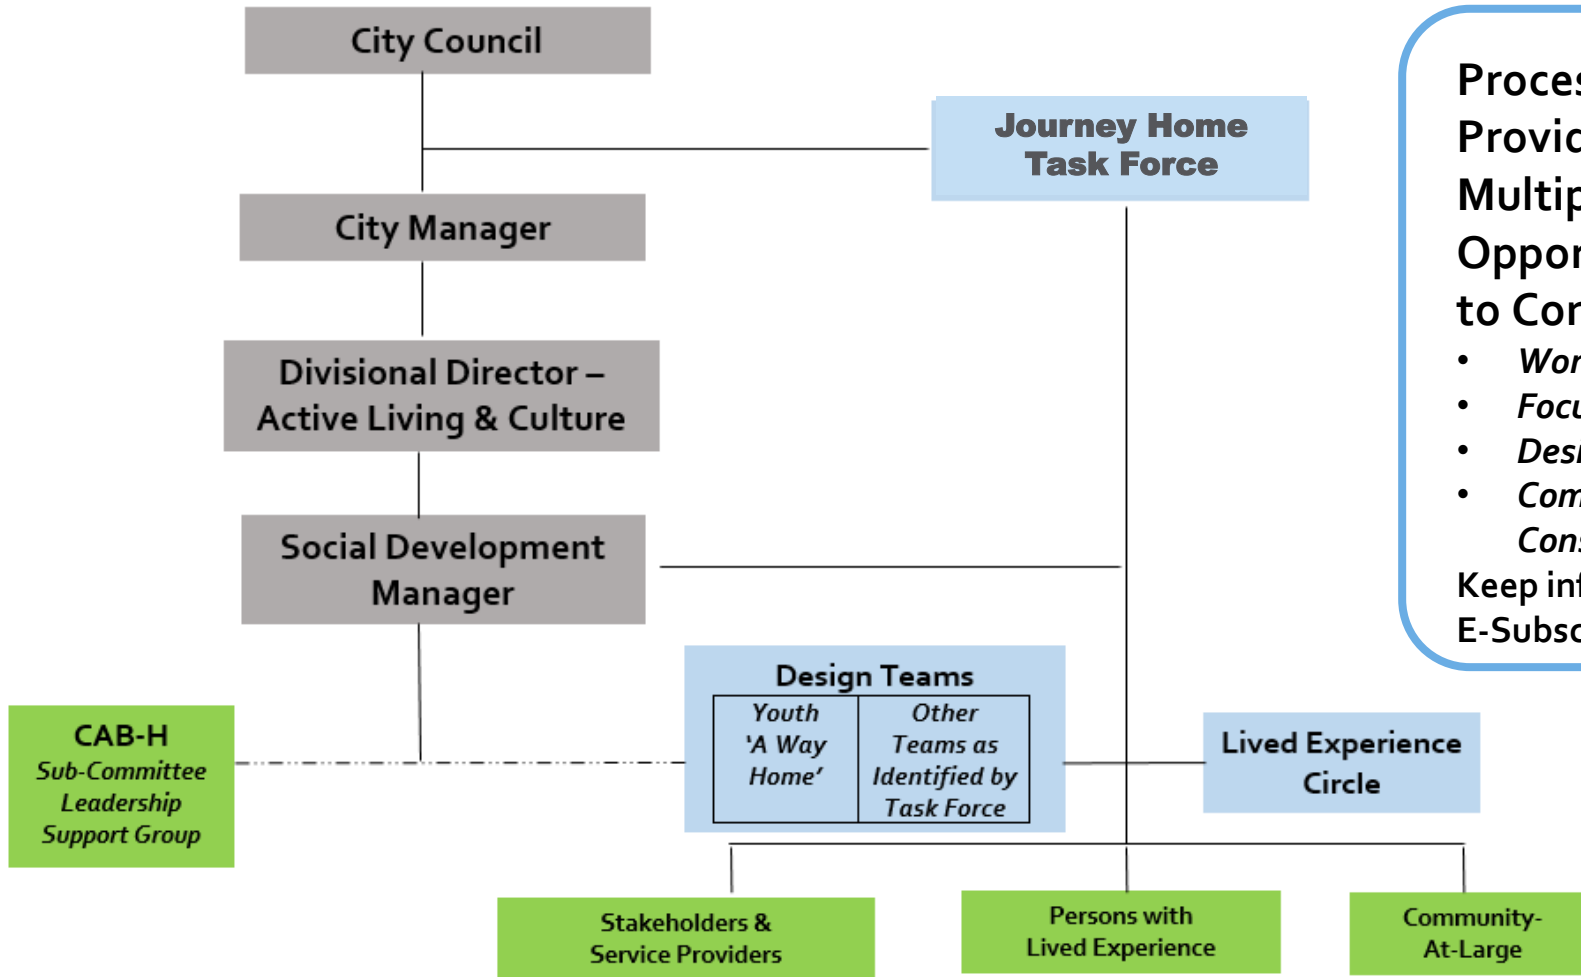 City Council
Journey Home
Task Force
City Manager
Divisional Director –
Active Living & Culture
Social Development
Manager
Design Teams
Youth
'A Way
Home'
Other
Teams as
Identified by
Task Force
CAB-H
Sub-Committee
Leadership
Support Group
Lived Experience
Circle
Stakeholders &
Service Providers
Persons with
Lived Experience
Community-
At-Large
to
Keep